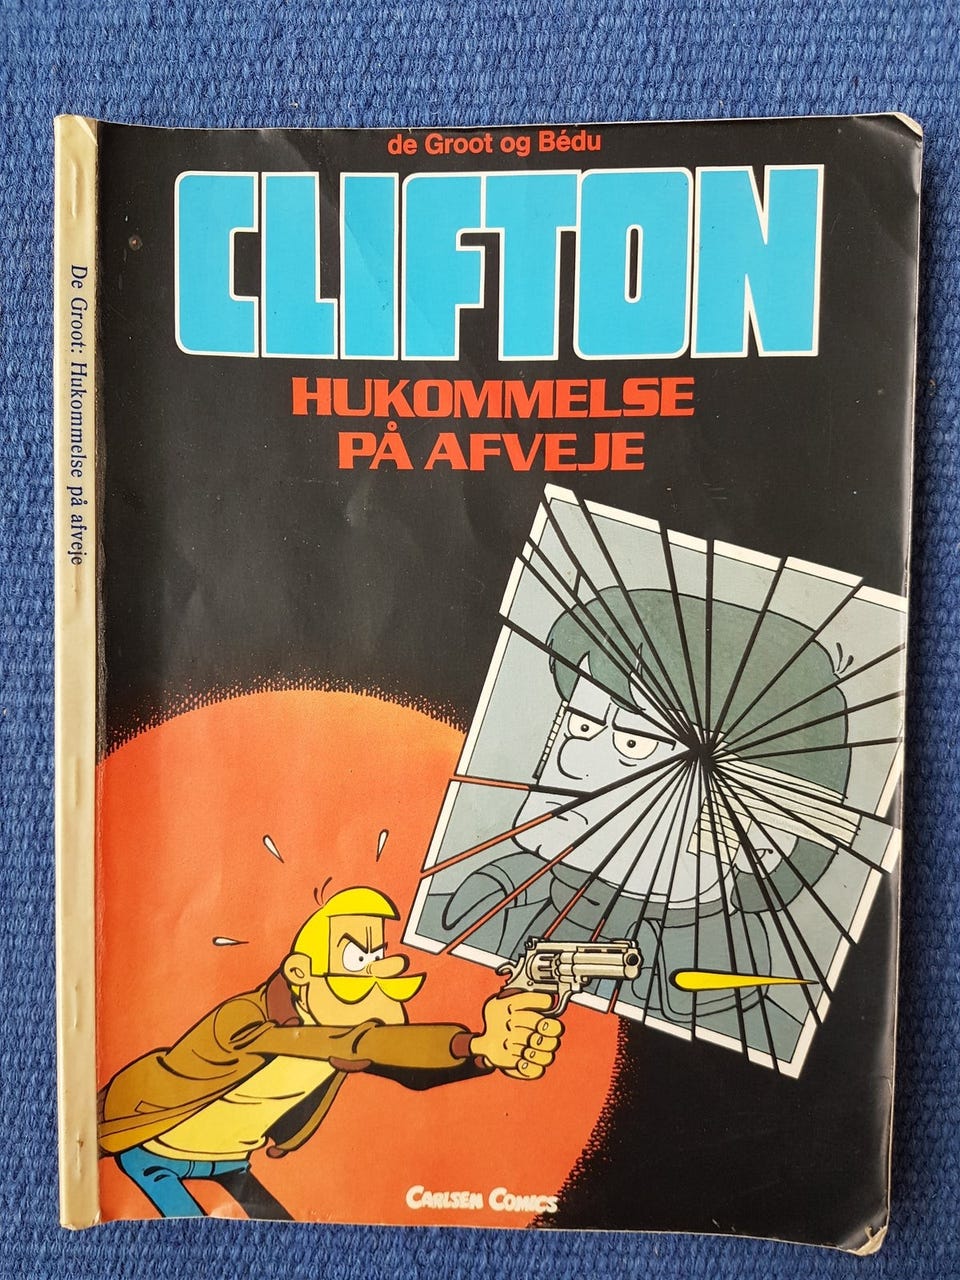 de Groot og Bédu
CLIFTON
HUKOMMELSE
PÅ AFVEJE
De Groot: Hukommelse på afveje
CARLSEN COMICS